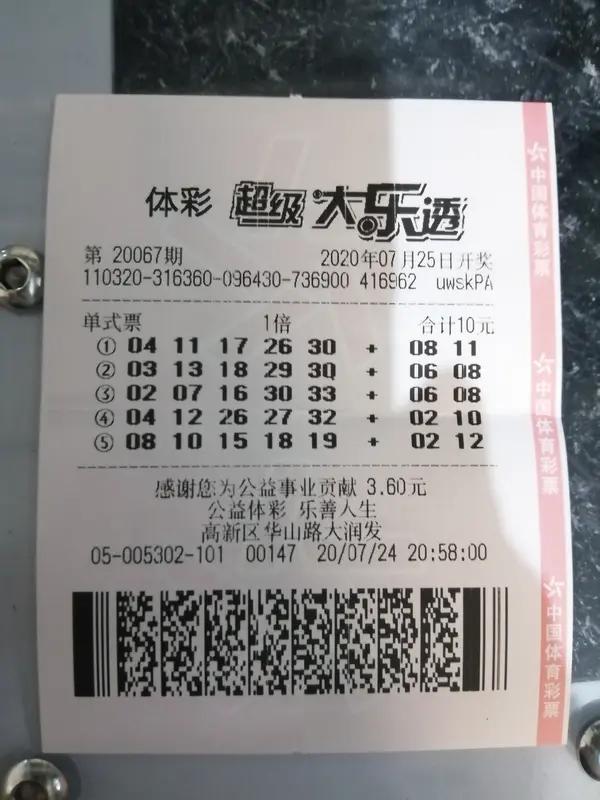 体彩 超级大乐透
第 20067期 2020年07月25日开奖
110320-316360-096430-736900 416962 uwskPA
单式票 1倍 合计10元
① 04 11 17 26 30 + 08 11
② 03 13 18 29 30 + 06 08
③ 02 07 16 30 33 + 06 08
④ 04 12 26 27 32 + 02 10
⑤ 08 10 15 18 19 + 02 12
感谢您为公益事业贡献 3.60元
公益体彩 乐善人生
高新区华山路大润发
05-005302-101 00147 20/07/24 20:58:00
中国体育彩票
中国体育彩票
中国体育彩票